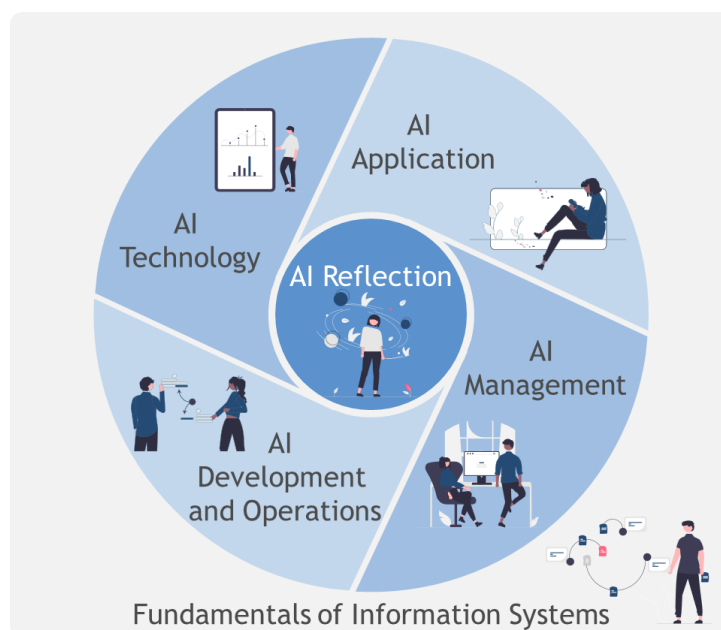 AI
Application
AI
Technology
AI Reflection
AI
Management
AI
Development
and Operations
Fundamentals of Information Systems